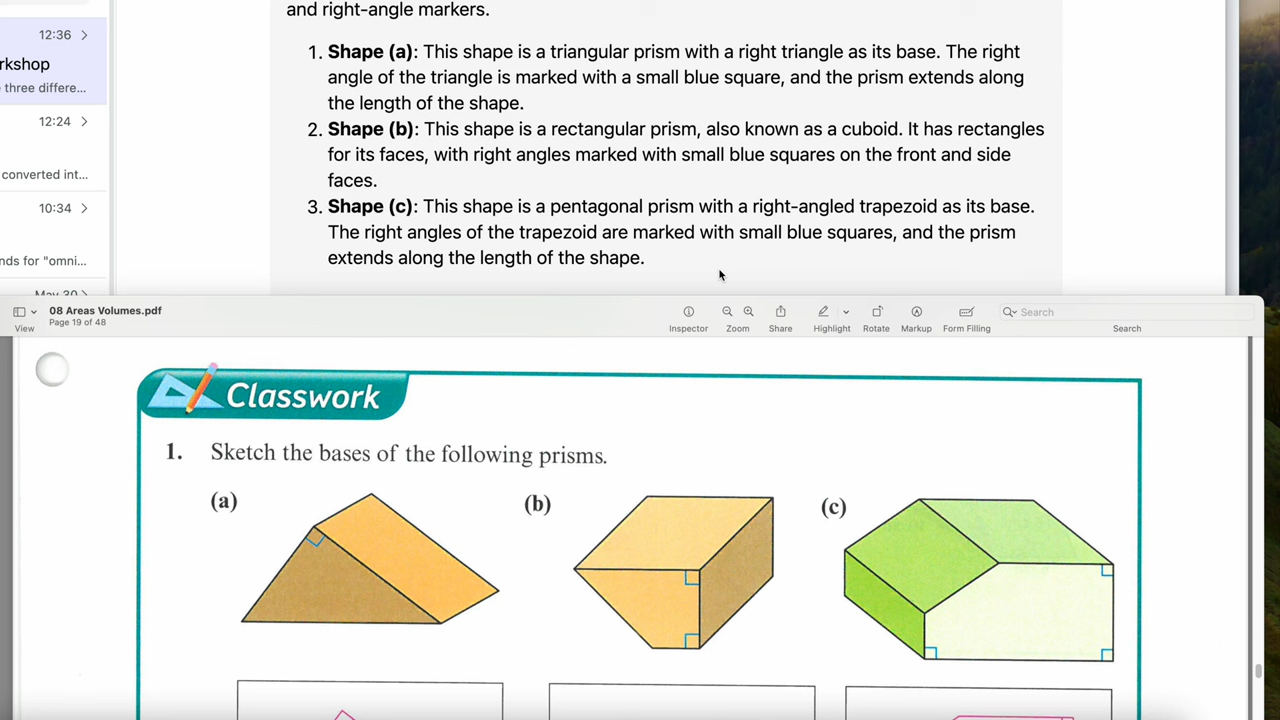 and right-angle markers.
12:36
rkshop
e three differe...
12:24
converted int...
10:34
nds for "omni...
May 30
1. Shape (a): This shape is a triangular prism with a right triangle as its base. The right
angle of the triangle is marked with a small blue square, and the prism extends along
the length of the shape.
2. Shape (b): This shape is a rectangular prism, also known as a cuboid. It has rectangles
for its faces, with right angles marked with small blue squares on the front and side
faces.
3. Shape (c): This shape is a pentagonal prism with a right-angled trapezoid as its base.
The right angles of the trapezoid are marked with small blue squares, and the prism
extends along the length of the shape.
View
08 Areas Volumes.pdf
Page 19 of 48
Inspector
Zoom
Share
Highlight
Rotate
Markup
Form Filling
Search
Search
Classwork
1. Sketch the bases of the following prisms.
(a)
(b)
(c)